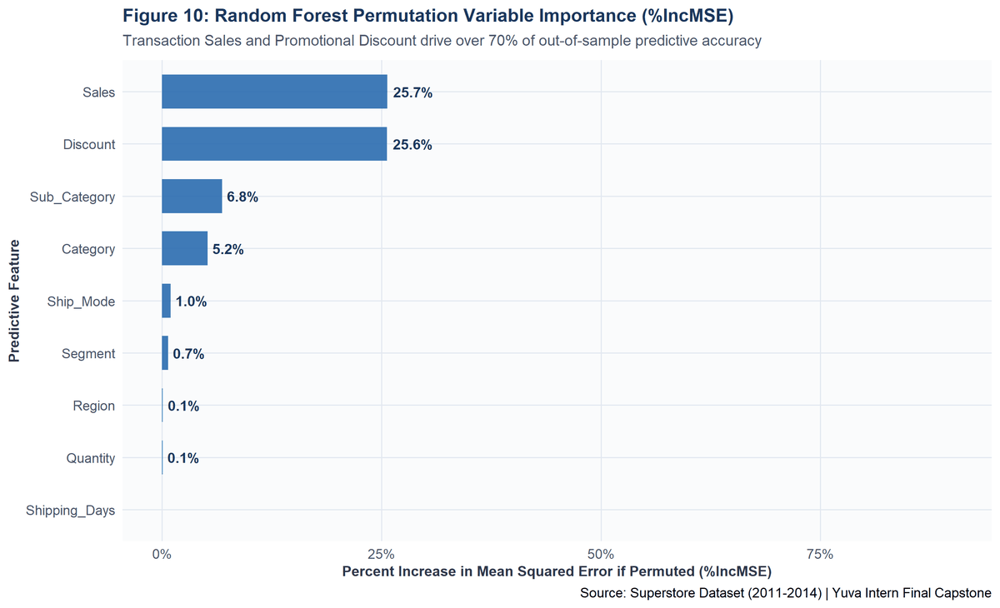 Figure 10: Random Forest Permutation Variable Importance (%IncMSE)
Transaction Sales and Promotional Discount drive over 70% of out-of-sample predictive accuracy
Predictive Feature
Sales 25.7%
Discount 25.6%
Sub_Category 6.8%
Category 5.2%
Ship_Mode 1.0%
Segment 0.7%
Region 0.1%
Quantity 0.1%
Shipping_Days
0% 25% 50% 75%
Percent Increase in Mean Squared Error if Permuted (%IncMSE)
Source: Superstore Dataset (2011-2014) | Yuva Intern Final Capstone